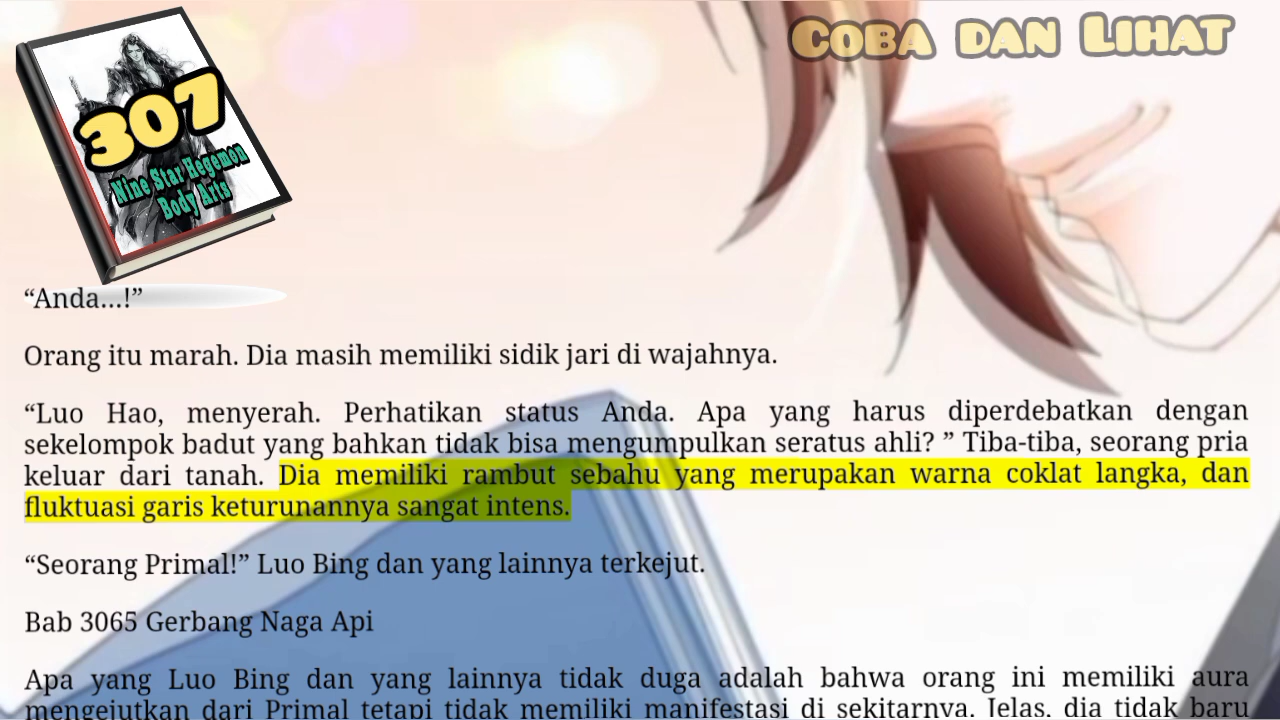 COBA DAN LIHAT
307
Nine Star Hegemon
Body Arts
“Anda...!”
Orang itu marah. Dia masih memiliki sidik jari di wajahnya.
“Luo Hao, menyerah. Perhatikan status Anda. Apa yang harus diperdebatkan dengan
sekelompok badut yang bahkan tidak bisa mengumpulkan seratus ahli? ” Tiba-tiba, seorang pria
keluar dari tanah. Dia memiliki rambut sebahu yang merupakan warna coklat langka, dan
fluktuasi garis keturunannya sangat intens.
“Seorang Primal!” Luo Bing dan yang lainnya terkejut.
Bab 3065 Gerbang Naga Api
Apa yang Luo Bing dan yang lainnya tidak duga adalah bahwa orang ini memiliki aura
mengejutkan dari Primal tetapi tidak memiliki manifestasi di sekitarnya. Jelas, dia tidak baru